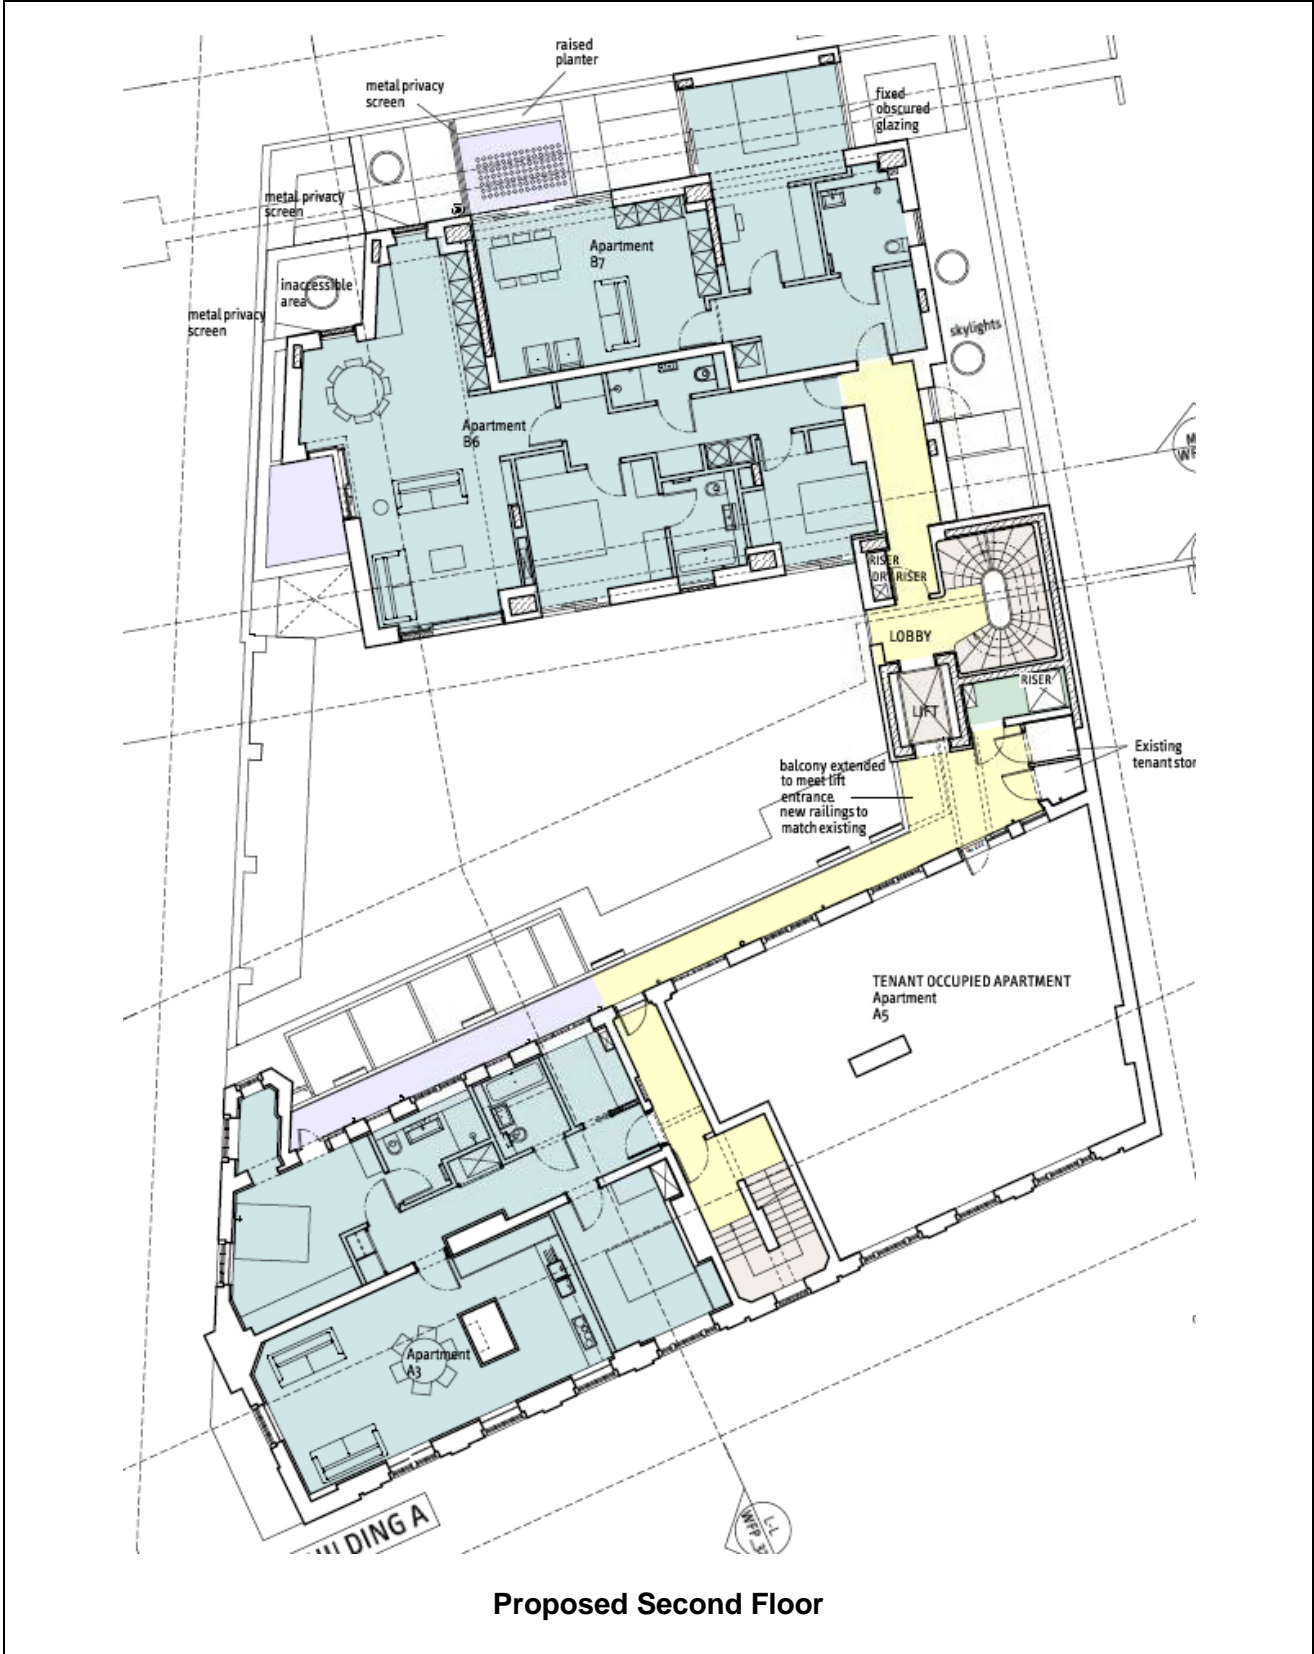 raised
planter
metal privacy
screen
fixed
obscured
glazing
metal privacy
screen
Apartment
B7
inaccessible
area
metal privacy
screen
skylights
Apartment
B6
RISER
DRY RISER
LOBBY
RISER
LIFT
Existing
tenant stor
balcony extended
to meet lift
entrance.
new railings to
match existing
TENANT OCCUPIED APARTMENT
Apartment
A5
Apartment
A3
L-L
ILDING A
Proposed Second Floor